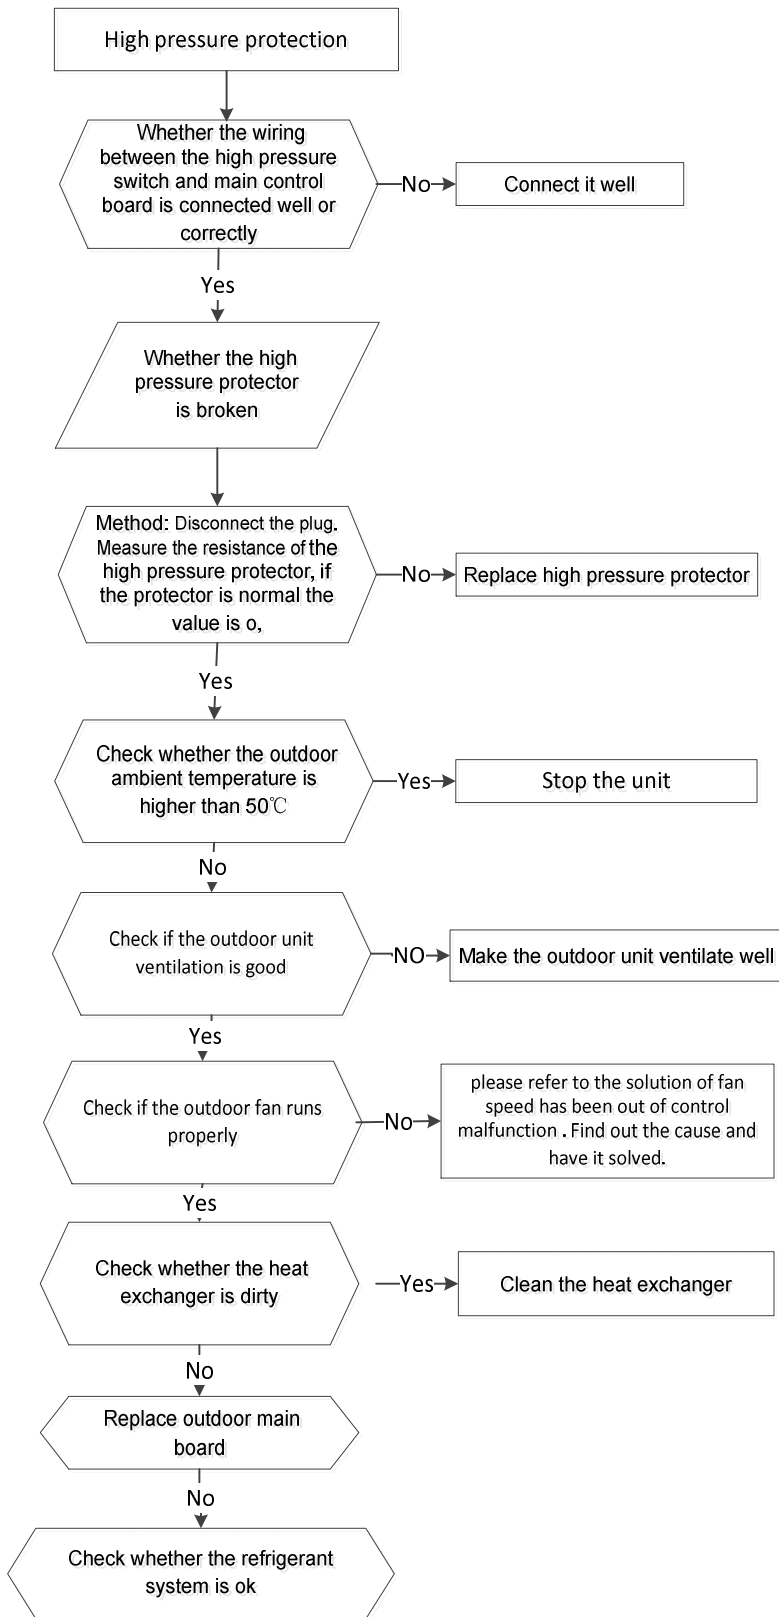 High pressure protection
Whether the wiring
between the high pressure
switch and main control
board is connected well or
correctly
No
Connect it well
Yes
Whether the high
pressure protector
is broken
Method: Disconnect the plug.
Measure the resistance of the
high pressure protector, if
the protector is normal the
value is o,
No
Replace high pressure protector
Yes
Check whether the outdoor
ambient temperature is
higher than 50℃
Yes
Stop the unit
No
Check if the outdoor unit
ventilation is good
NO
Make the outdoor unit ventilate well
Yes
Check if the outdoor fan runs
properly
No
please refer to the solution of fan
speed has been out of control
malfunction . Find out the cause and
have it solved.
Yes
Check whether the heat
exchanger is dirty
Yes
Clean the heat exchanger
No
Replace outdoor main
board
No
Check whether the refrigerant
system is ok